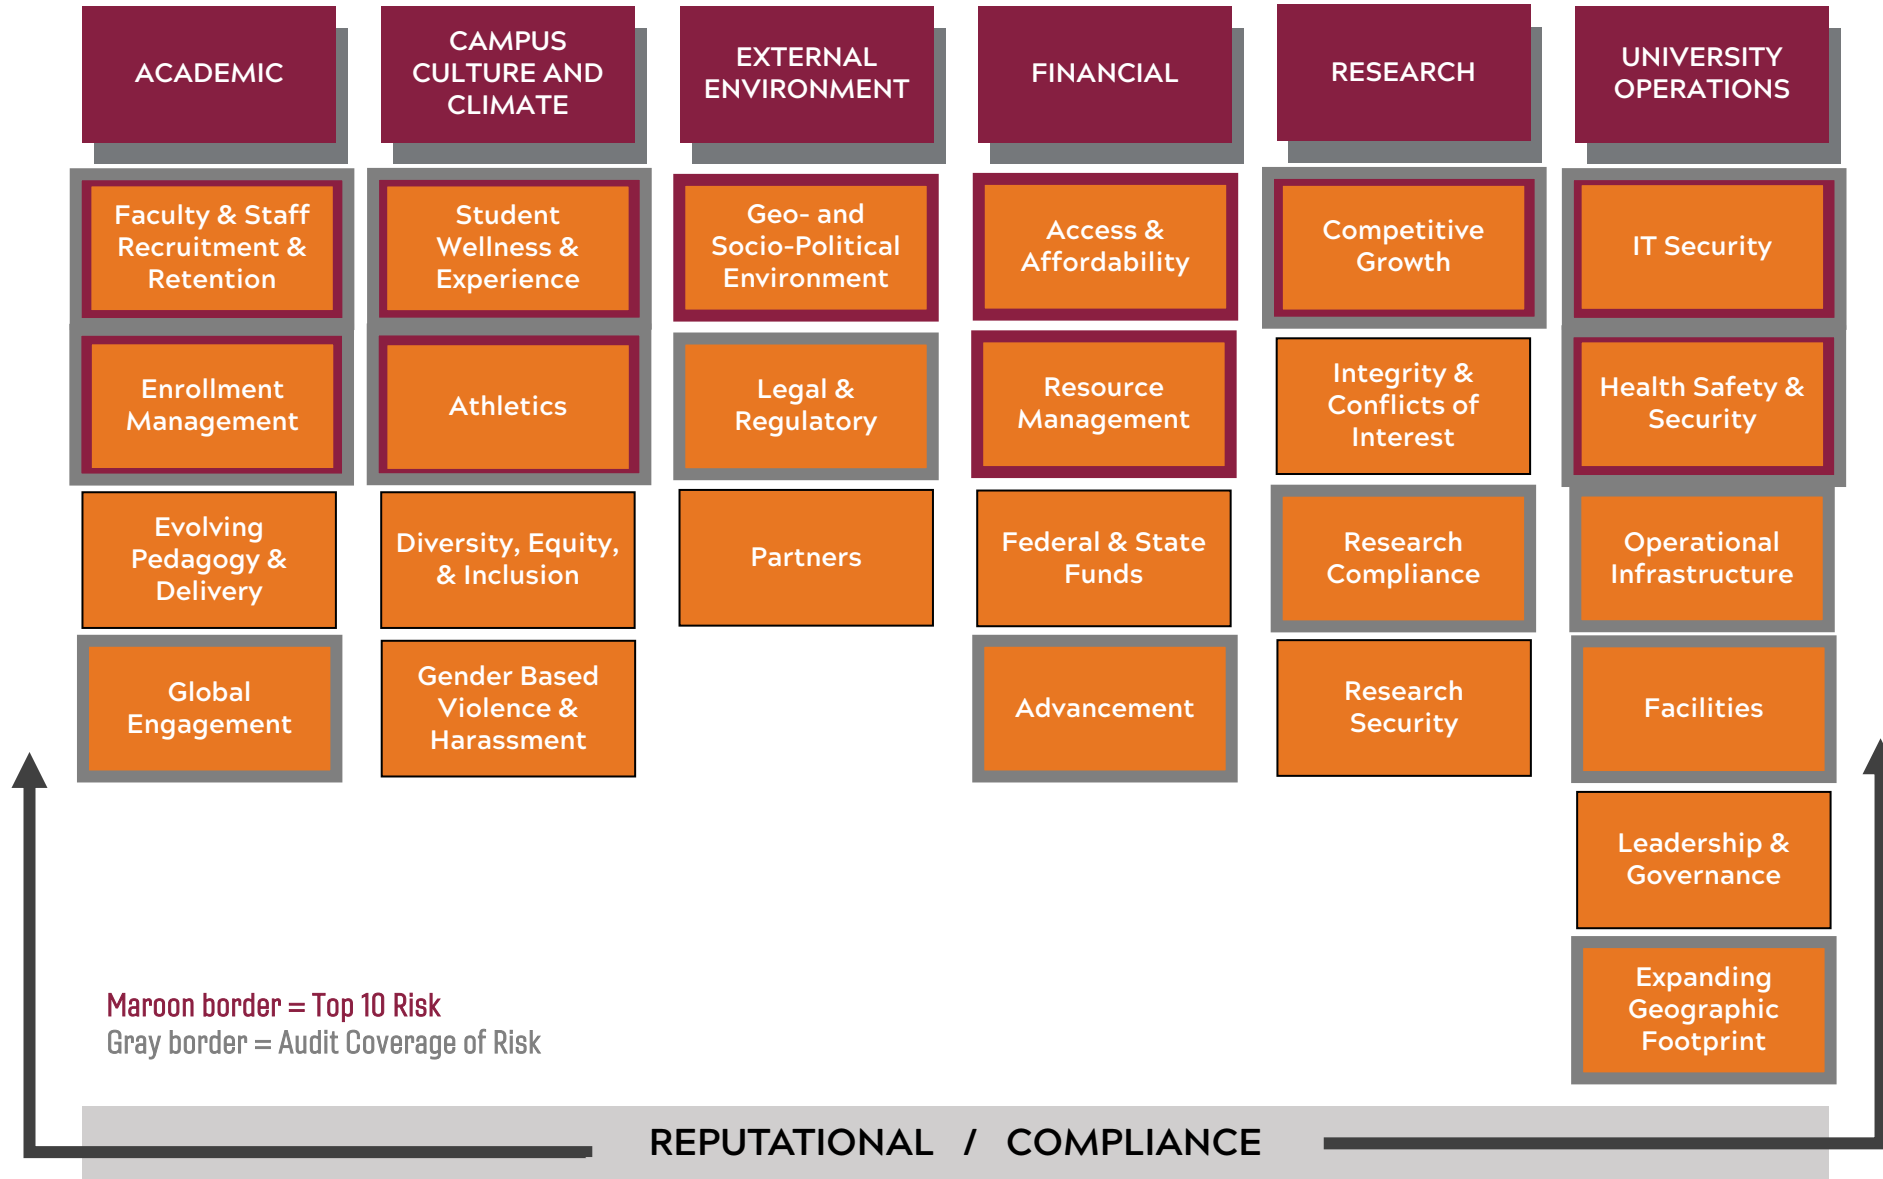 ACADEMIC
CAMPUS
CULTURE AND
CLIMATE
EXTERNAL
ENVIRONMENT
FINANCIAL
RESEARCH
UNIVERSITY
OPERATIONS
Faculty & Staff
Recruitment &
Retention
Student
Wellness &
Experience
Geo- and
Socio-Political
Environment
Access &
Affordability
Competitive
Growth
IT Security
Enrollment
Management
Athletics
Legal &
Regulatory
Resource
Management
Integrity &
Conflicts of
Interest
Health Safety &
Security
Evolving
Pedagogy &
Delivery
Diversity, Equity,
& Inclusion
Partners
Federal & State
Funds
Research
Compliance
Operational
Infrastructure
Global
Engagement
Gender Based
Violence &
Harassment
Advancement
Research
Security
Facilities
Leadership &
Governance
Expanding
Geographic
Footprint
Maroon border = Top 10 Risk
Gray border = Audit Coverage of Risk
REPUTATIONAL / COMPLIANCE